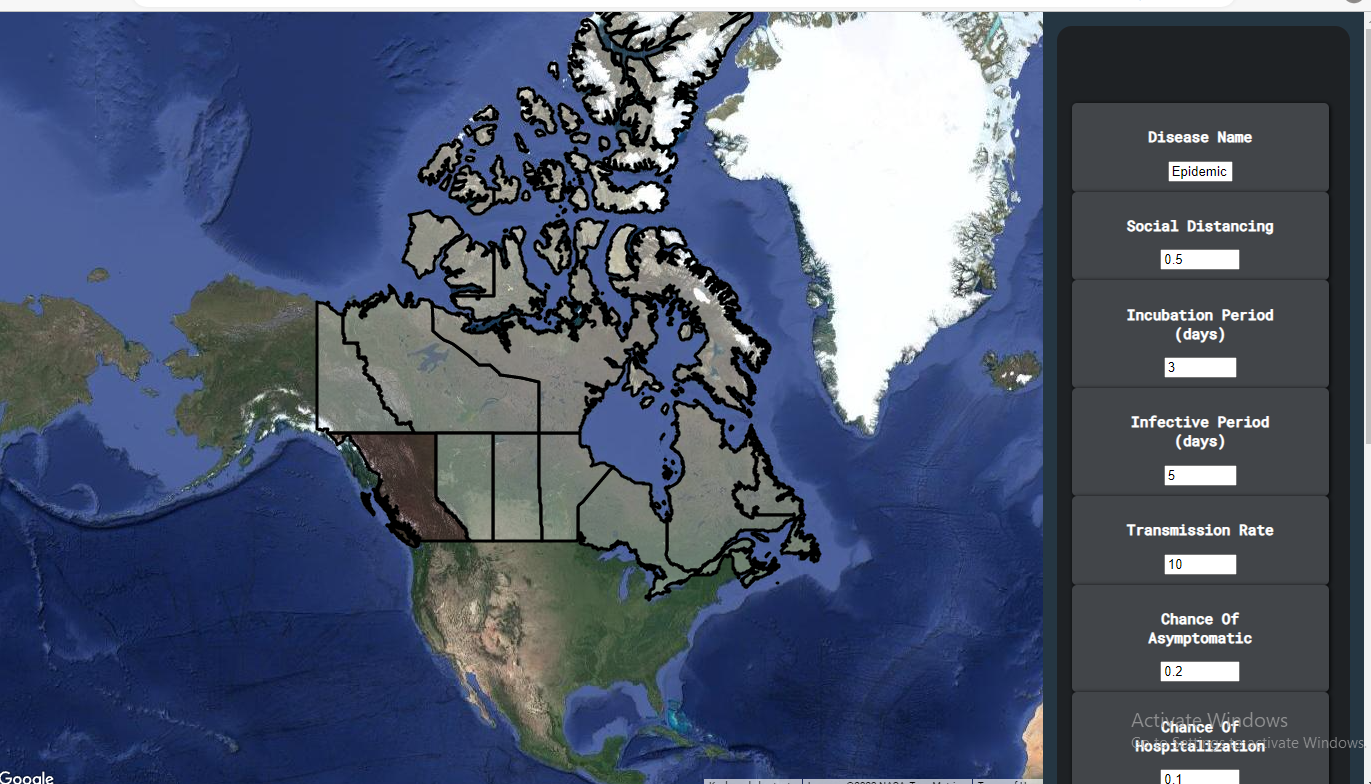 Disease Name
Epidemic
Social Distancing
0.5
Incubation Period
(days)
3
Infective Period
(days)
5
Transmission Rate
10
Chance Of
Asymptomatic
0.2
Activate Windows
Chance Of
Go to Settings to activate Windows
Hospitalization
0.1
Google